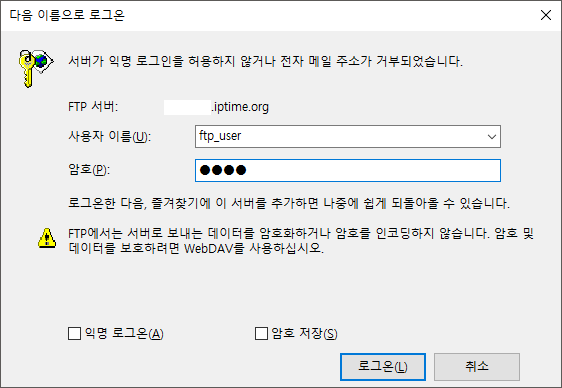 다음 이름으로 로그온
서버가 익명 로그인을 허용하지 않거나 전자 메일 주소가 거부되었습니다.
FTP 서버: .iptime.org
사용자 이름(U): ftp_user
암호(P): ●●●●
로그온한 다음, 즐겨찾기에 이 서버를 추가하면 나중에 쉽게 되돌아올 수 있습니다.
FTP에서는 서버로 보내는 데이터를 암호화하거나 암호를 인코딩하지 않습니다. 암호 및
데이터를 보호하려면 WebDAV를 사용하십시오.
익명 로그온(A) 암호 저장(S)
로그온(L) 취소